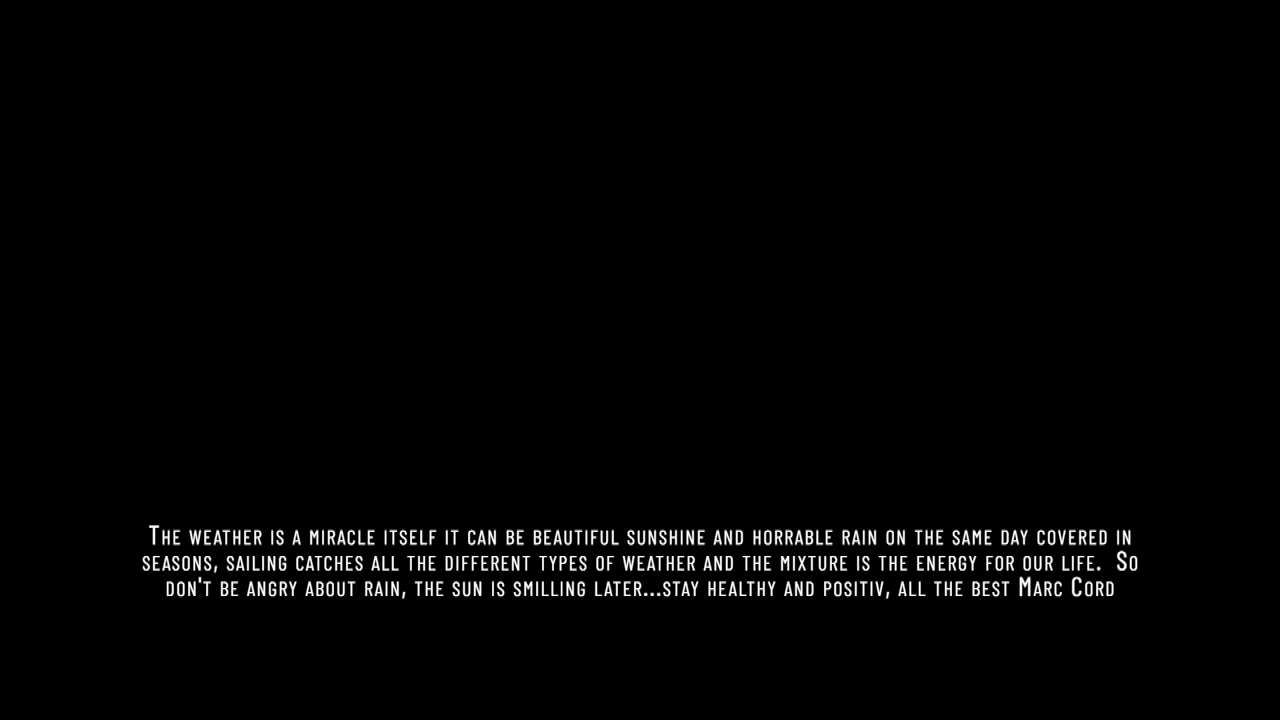 The weather is a miracle itself it can be beautiful sunshine and horrable rain on the same day covered in
seasons, sailing catches all the different types of weather and the mixture is the energy for our life.  So
don't be angry about rain, the sun is smilling later...stay healthy and positiv, all the best Marc Cord